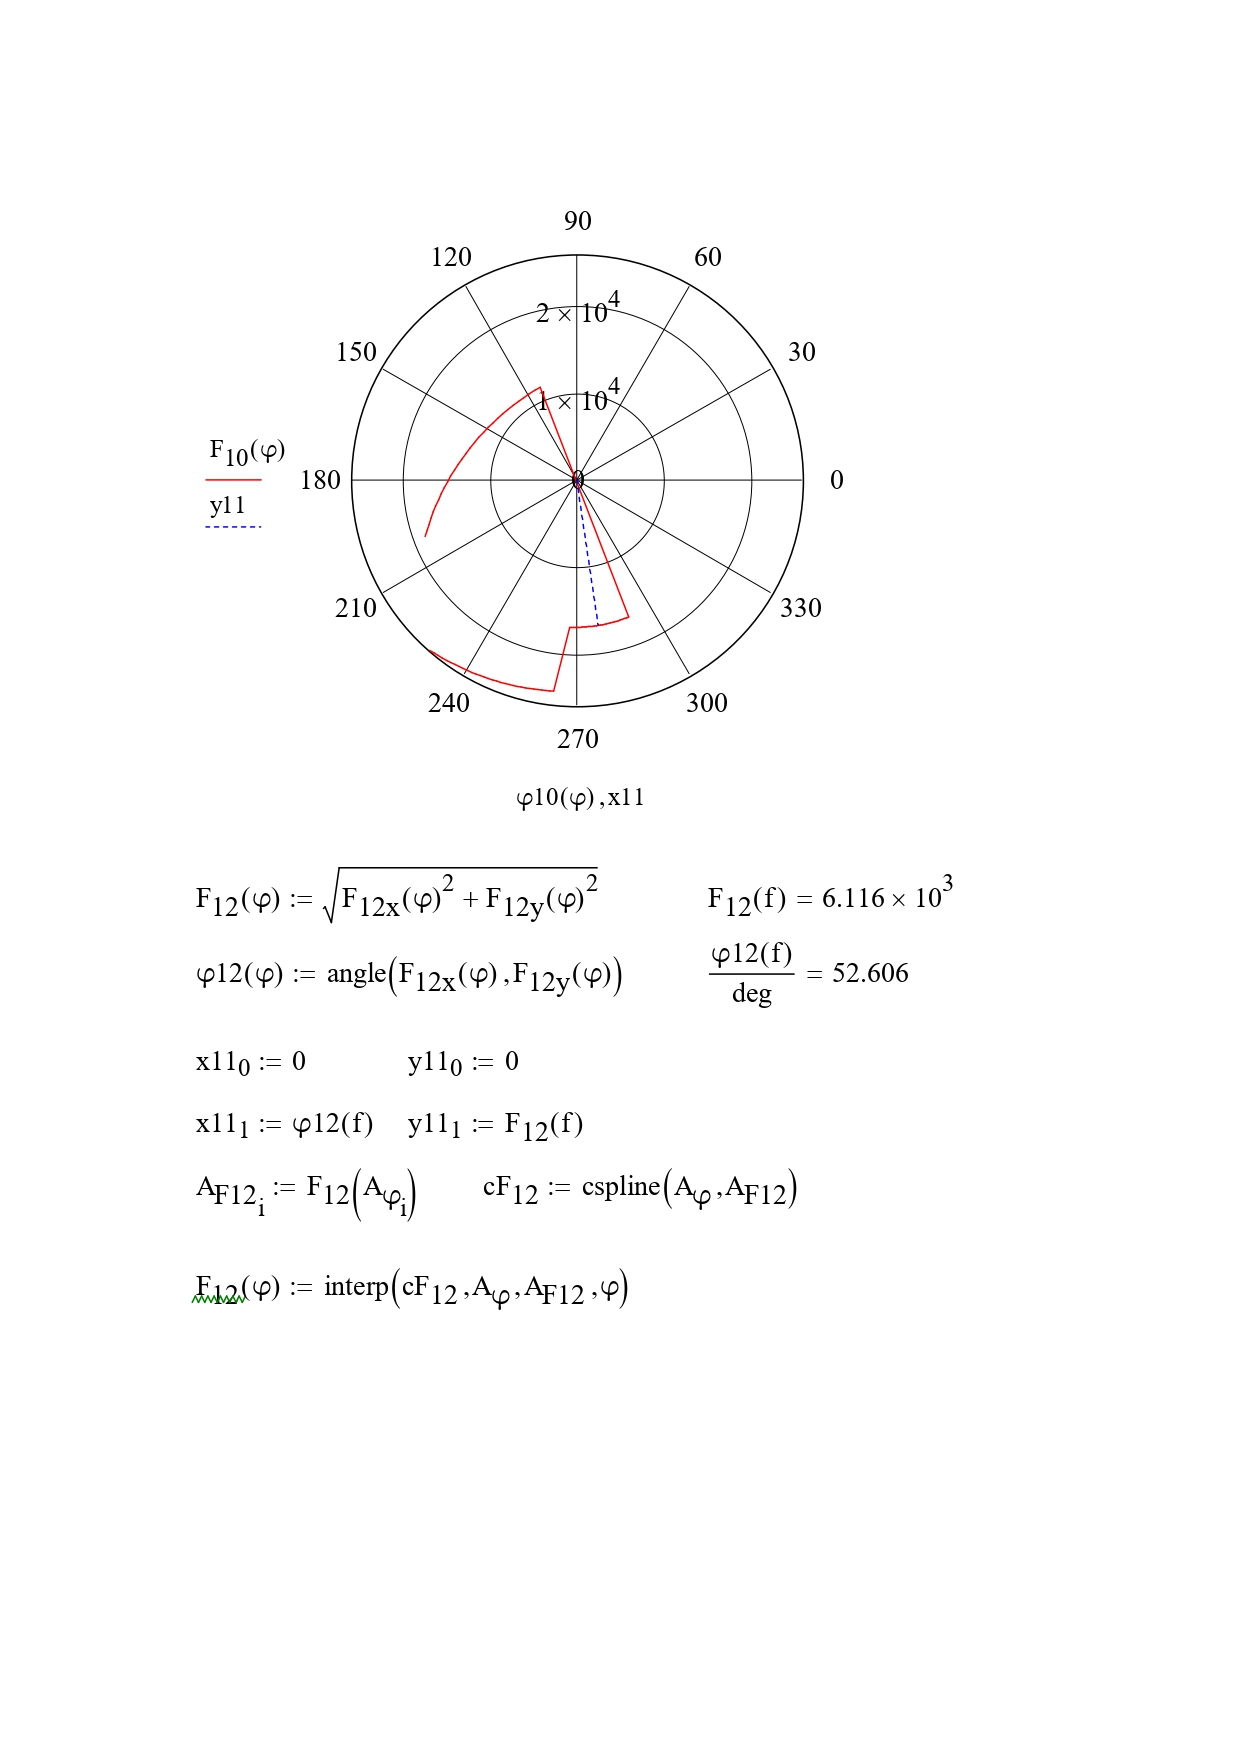 90
120 60
2 × 10^4
150 30
1 × 10^4
F10(φ)
180 0 0
y11
210 330
240 300
270
φ10(φ) ,x11
F12(φ) := √(F12x(φ)^2 + F12y(φ)^2) F12(f) = 6.116 × 10^3
φ12(φ) := angle(F12x(φ) ,F12y(φ)) φ12(f)/deg = 52.606
x11_0 := 0 y11_0 := 0
x11_1 := φ12(f) y11_1 := F12(f)
A_F12_i := F12(A_φ_i) cF12 := cspline(A_φ ,A_F12)
F12(φ) := interp(cF12 ,A_φ ,A_F12 ,φ)